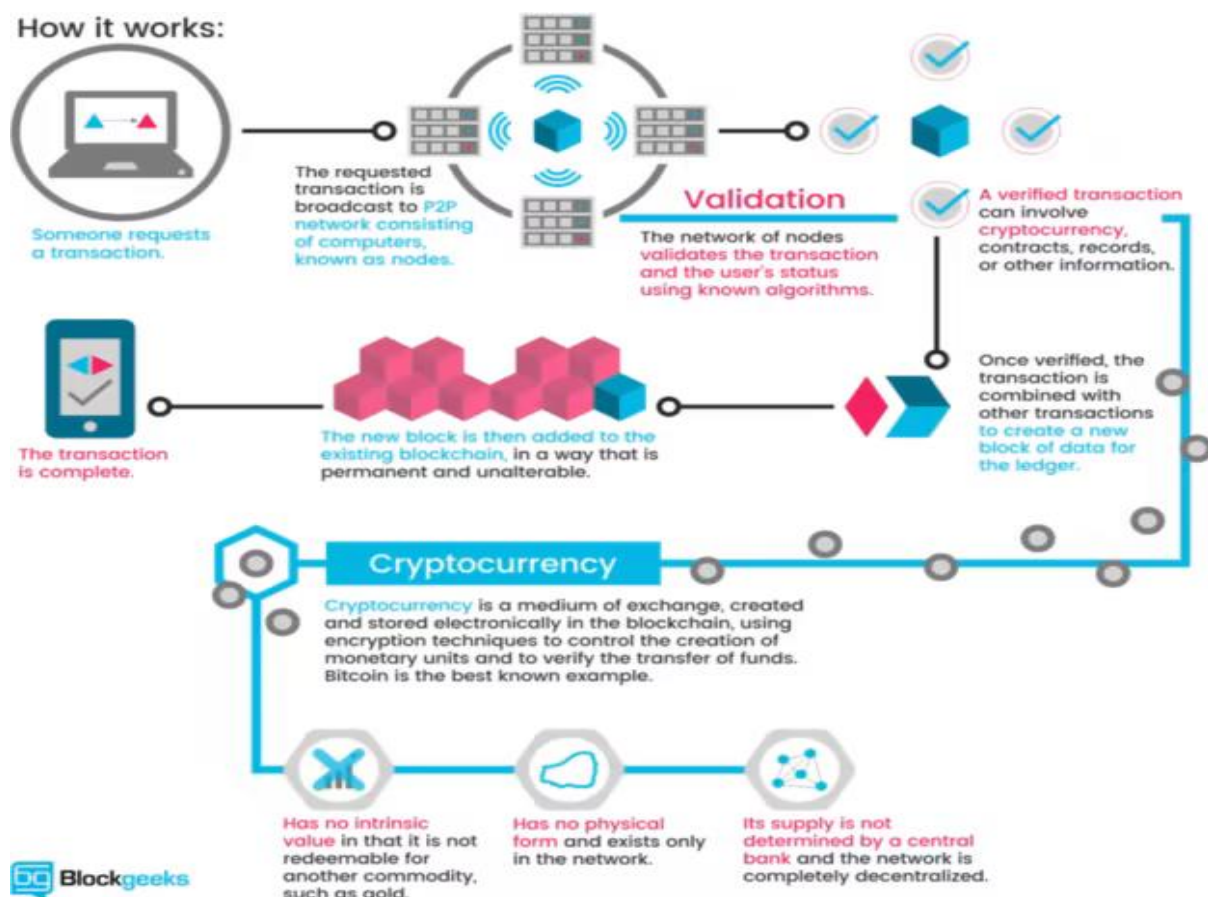 How it works:
Someone requests
a transaction.
The requested
transaction is
broadcast to P2P
network consisting
of computers,
known as nodes.
Validation
The network of nodes
validates the transaction
and the user's status
using known algorithms.
A verified transaction
can involve
cryptocurrency,
contracts, records,
or other information.
Once verified, the
transaction is
combined with
other transactions
to create a new
block of data for
the ledger.
The new block is then added to the
existing blockchain, in a way that is
permanent and unalterable.
The transaction
is complete.
Cryptocurrency
Cryptocurrency is a medium of exchange, created
and stored electronically in the blockchain, using
encryption techniques to control the creation of
monetary units and to verify the transfer of funds.
Bitcoin is the best known example.
Has no intrinsic
value in that it is not
redeemable for
another commodity,
such as gold.
Has no physical
form and exists only
in the network.
Its supply is not
determined by a central
bank and the network is
completely decentralized.
bg Blockgeeks